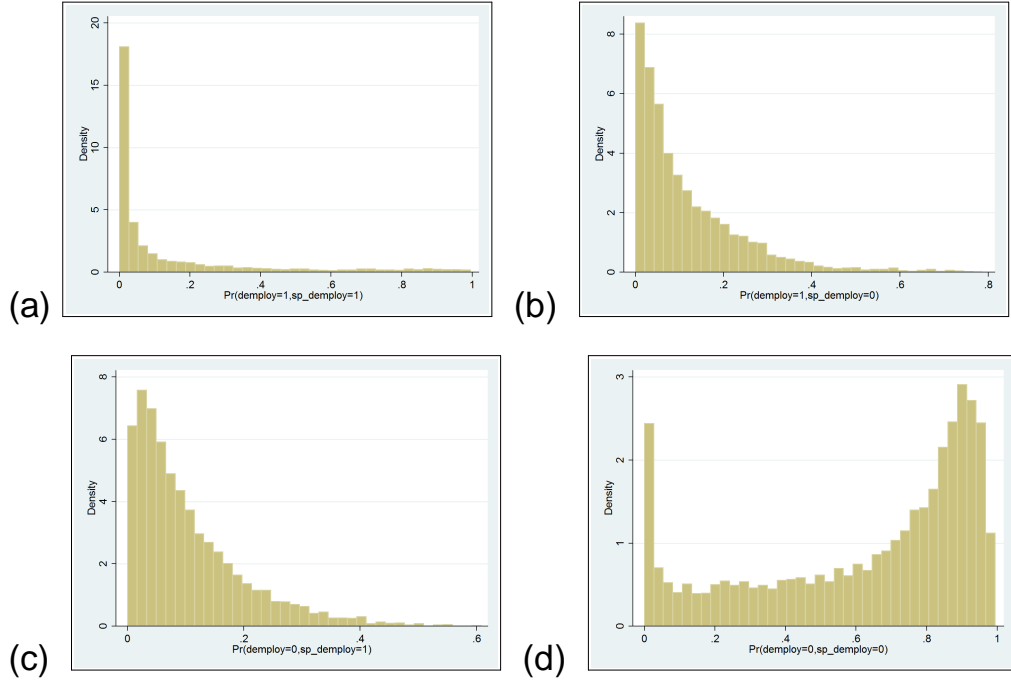 20
15
10
5
0
Density
0 .2 .4 .6 .8 1
Pr(demploy=1,sp_demploy=1)
(a)
8
6
4
2
0
Density
0 .2 .4 .6 .8
Pr(demploy=1,sp_demploy=0)
(b)
8
6
4
2
0
Density
0 .2 .4 .6
Pr(demploy=0,sp_demploy=1)
(c)
3
2
1
0
Density
0 .2 .4 .6 .8 1
Pr(demploy=0,sp_demploy=0)
(d)